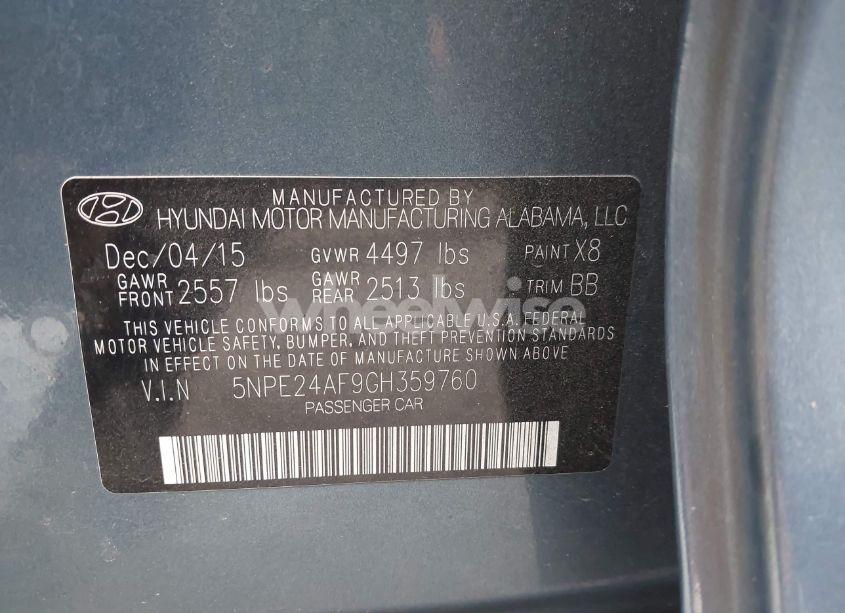 MANUFACTURED BY
HYUNDAI MOTOR MANUFACTURING ALABAMA, LLC
Dec/04/15 GVWR 4497 lbs PAINT X8
GAWR FRONT 2557 lbs GAWR REAR 2513 lbs TRIM BB
wheelwise
THIS VEHICLE CONFORMS TO ALL APPLICABLE U.S.A. FEDERAL
MOTOR VEHICLE SAFETY, BUMPER, AND THEFT PREVENTION STANDARDS
IN EFFECT ON THE DATE OF MANUFACTURE SHOWN ABOVE
V.I.N 5NPE24AF9GH359760
PASSENGER CAR